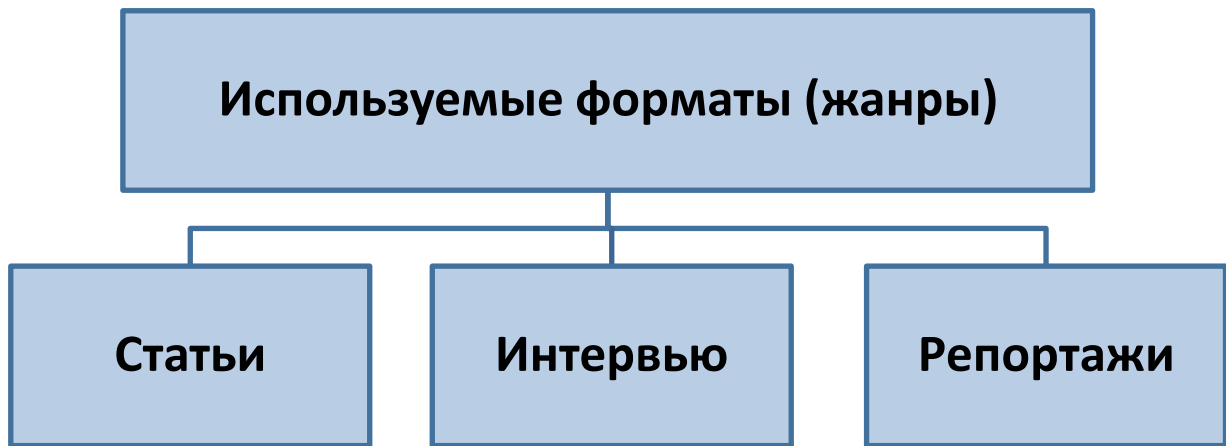 Используемые форматы (жанры)
Статьи
Интервью
Репортажи